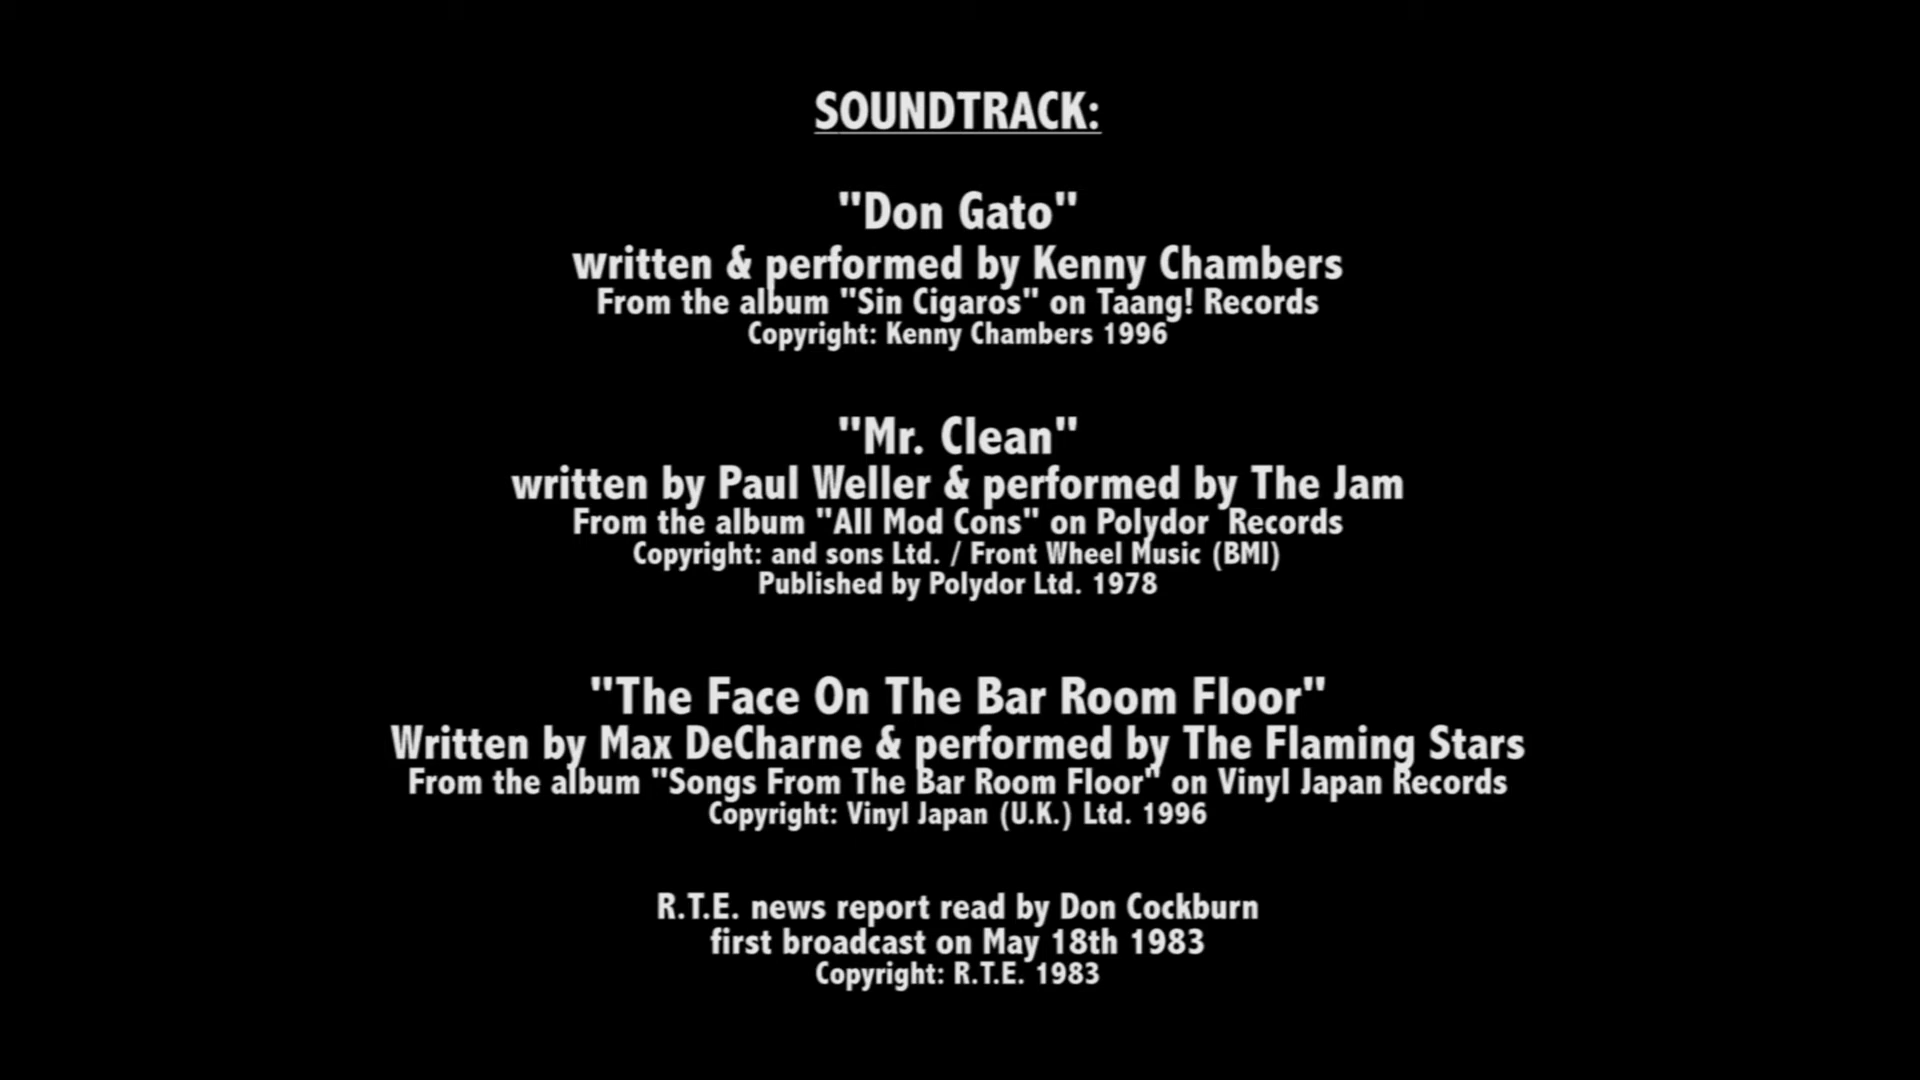 SOUNDTRACK:
"Don Gato"
written & performed by Kenny Chambers
From the album "Sin Cigaros" on Taang! Records
Copyright: Kenny Chambers 1996
"Mr. Clean"
written by Paul Weller & performed by The Jam
From the album "All Mod Cons" on Polydor Records
Copyright: and sons Ltd. / Front Wheel Music (BMI)
Published by Polydor Ltd. 1978
"The Face On The Bar Room Floor"
Written by Max DeCharne & performed by The Flaming Stars
From the album "Songs From The Bar Room Floor" on Vinyl Japan Records
Copyright: Vinyl Japan (U.K.) Ltd. 1996
R.T.E. news report read by Don Cockburn
first broadcast on May 18th 1983
Copyright: R.T.E. 1983